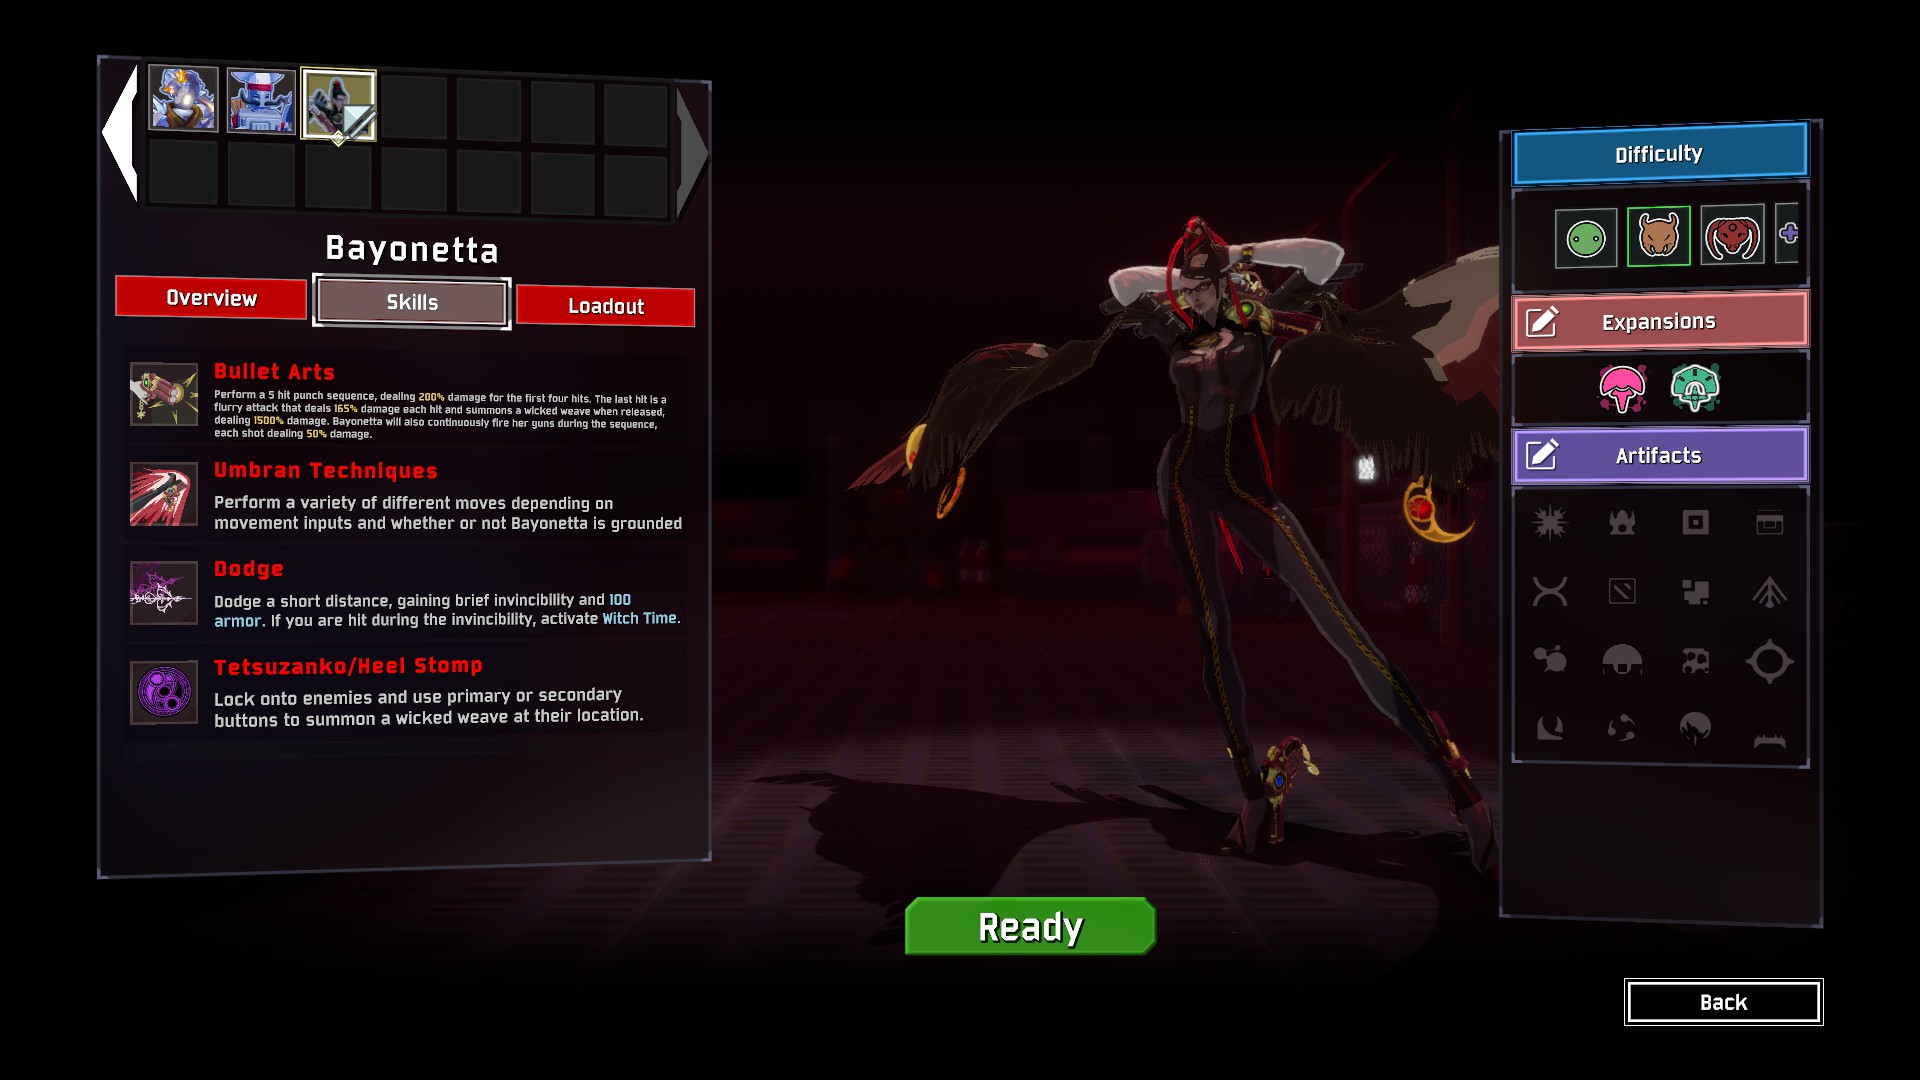 Bayonetta
Overview
Skills
Loadout
Bullet Arts
Perform a 5 hit punch sequence, dealing 200% damage for the first four hits. The last hit is a
flurry attack that deals 165% damage each hit and summons a wicked weave when released,
dealing 1500% damage. Bayonetta will also continuously fire her guns during the sequence,
each shot dealing 50% damage.
Umbran Techniques
Perform a variety of different moves depending on
movement inputs and whether or not Bayonetta is grounded
Dodge
Dodge a short distance, gaining brief invincibility and 100
armor. If you are hit during the invincibility, activate Witch Time.
Tetsuzanko/Heel Stomp
Lock onto enemies and use primary or secondary
buttons to summon a wicked weave at their location.
Ready
Difficulty
Expansions
Artifacts
Back